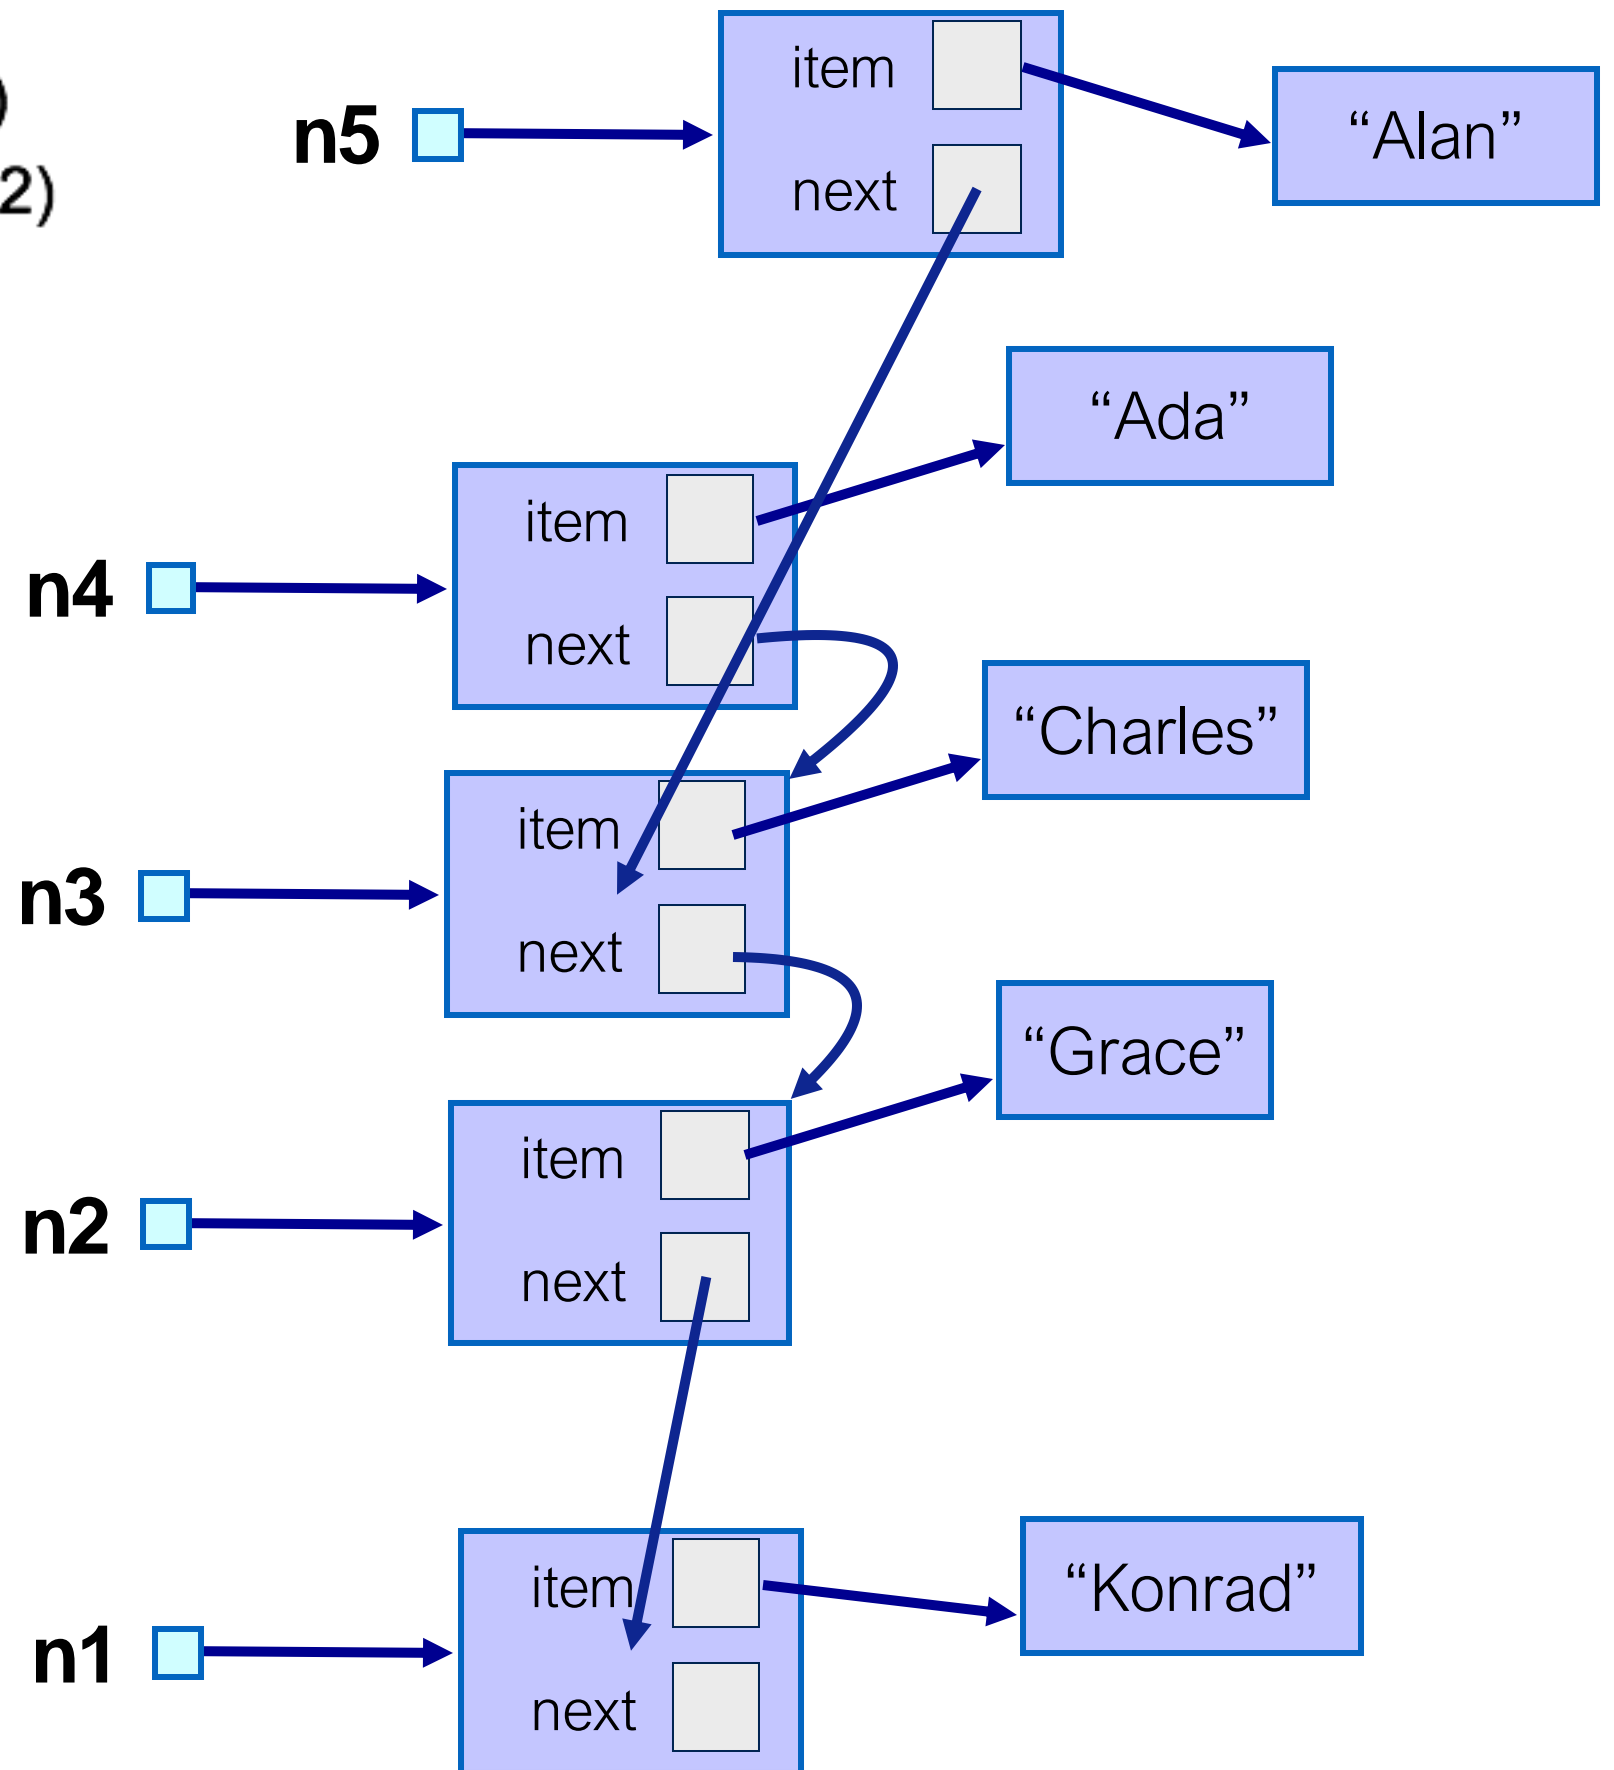 )
2)
n5
item
next
“Alan”
“Ada”
n4
item
next
“Charles”
n3
item
next
“Grace”
n2
item
next
“Konrad”
n1
item
next